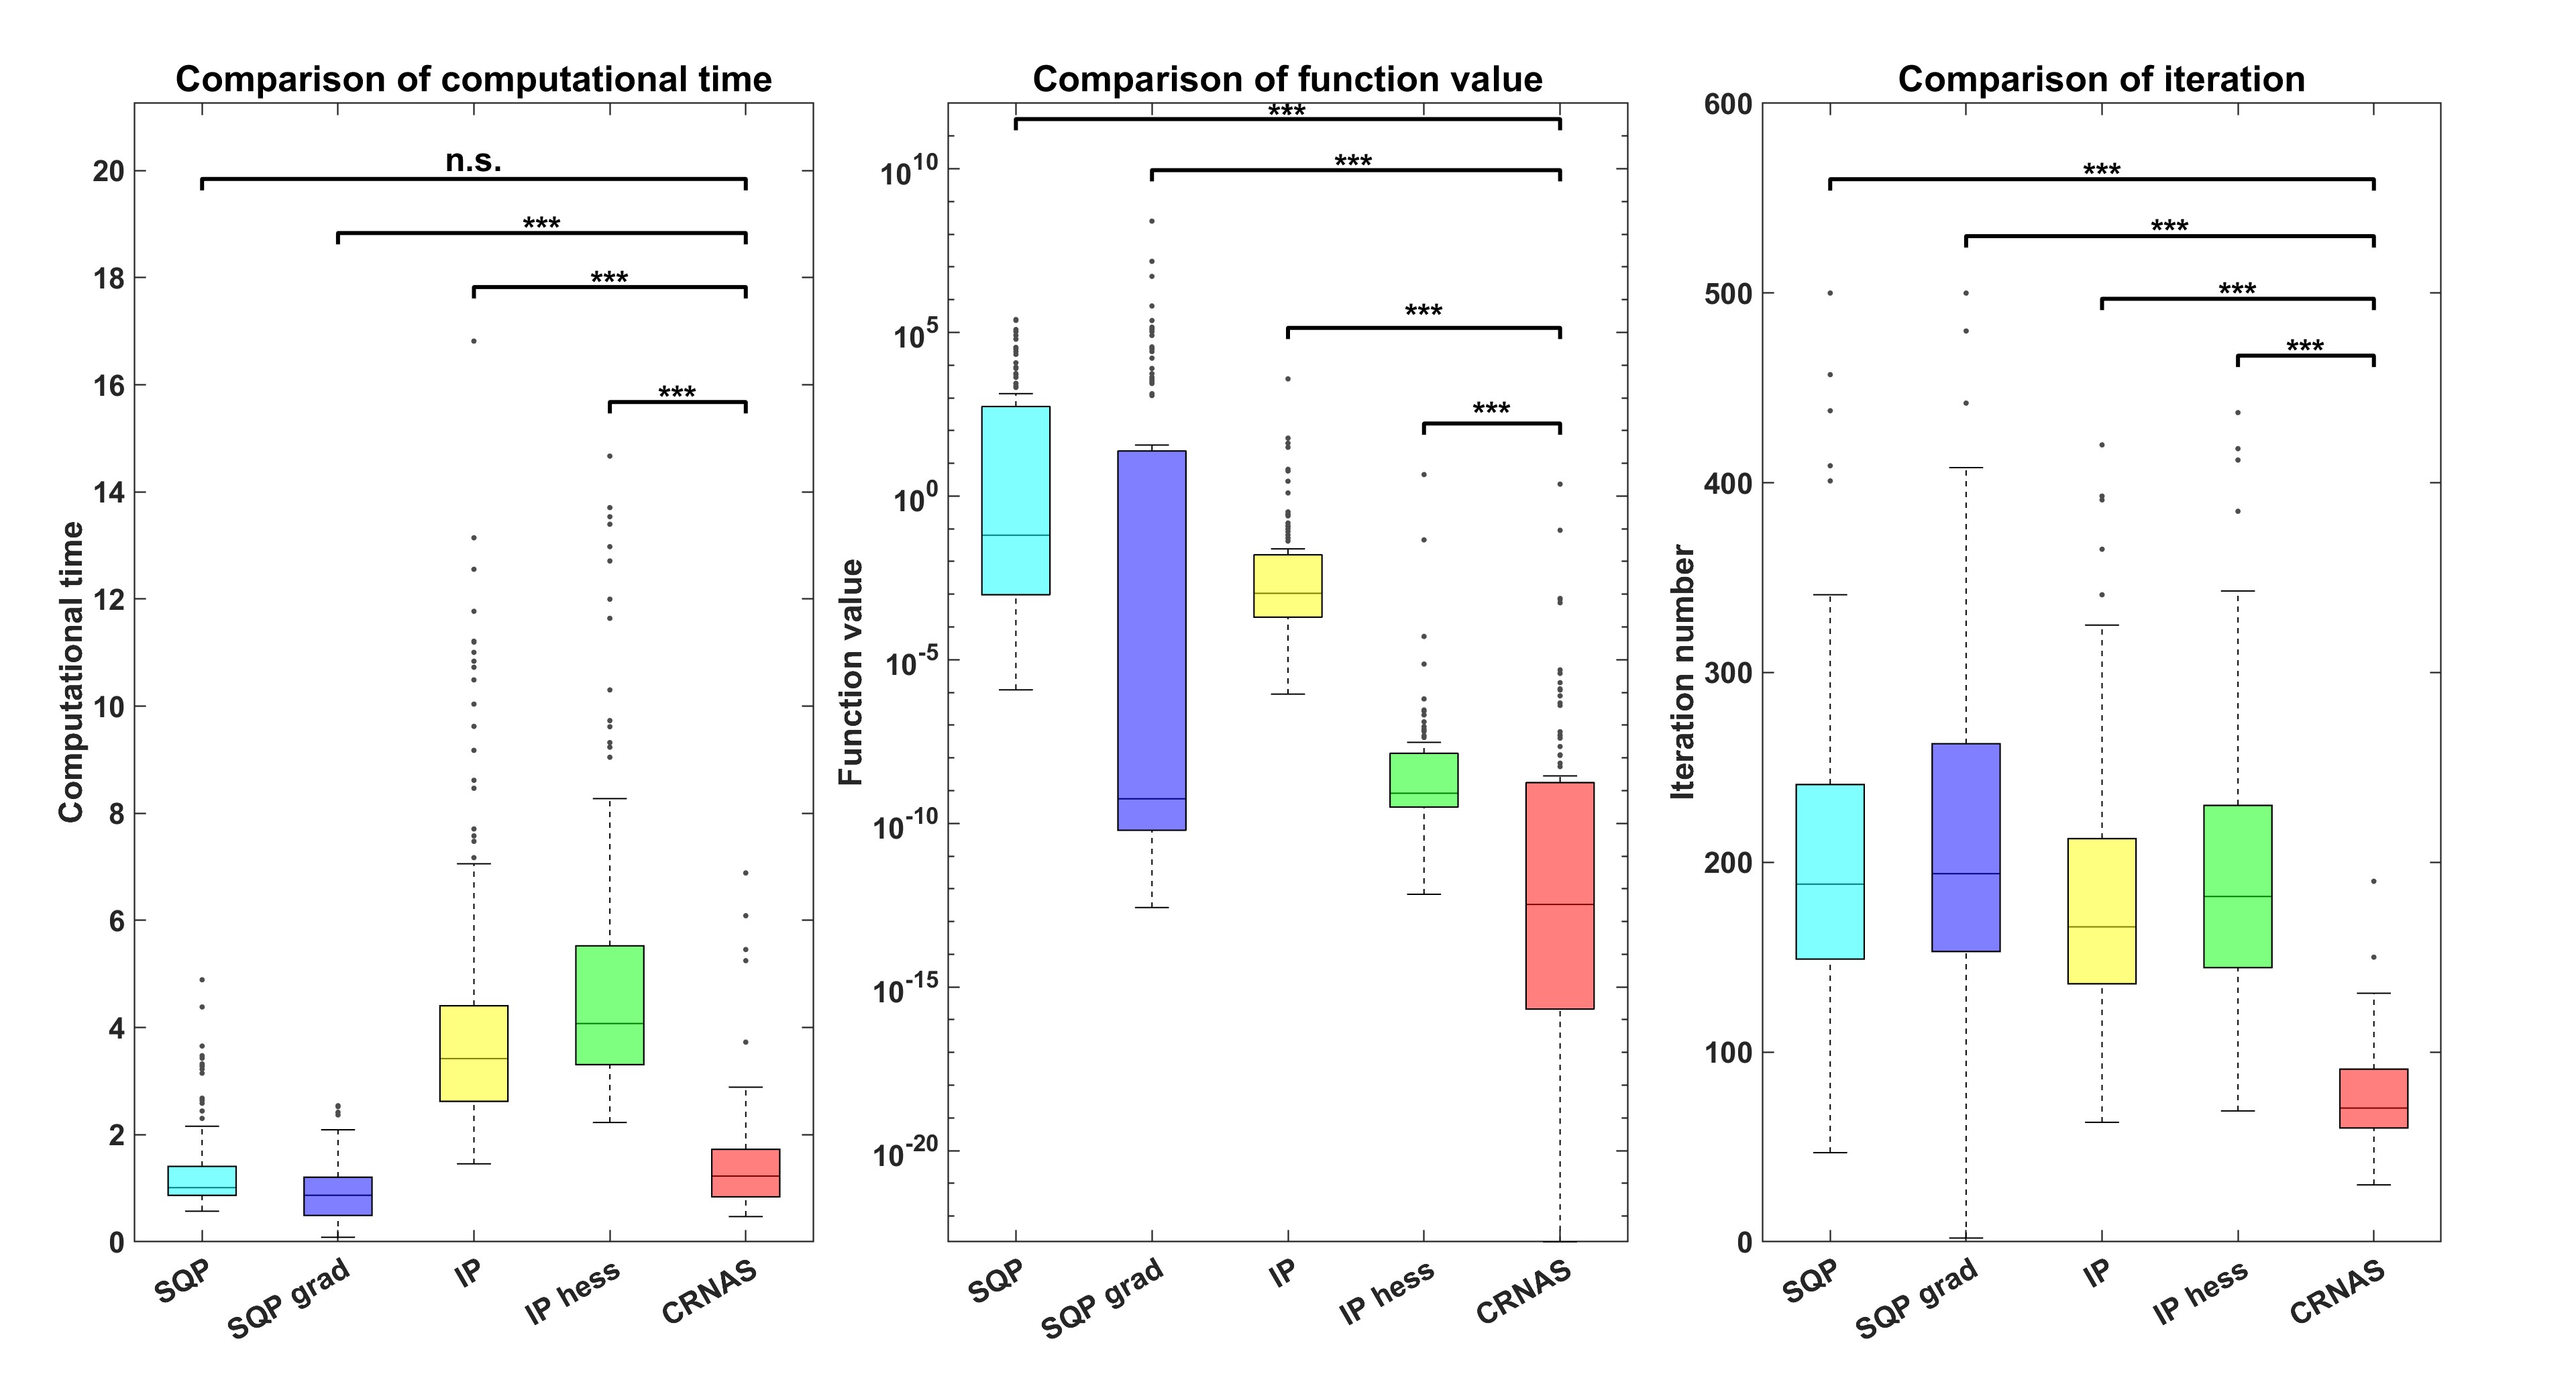 Comparison of computational time
Computational time
20
18
16
14
12
10
8
6
4
2
0
n.s.
***
***
***
SQP
SQP grad
IP
IP hess
CRNAS
Comparison of function value
Function value
10^10
10^5
10^0
10^-5
10^-10
10^-15
10^-20
***
***
***
***
SQP
SQP grad
IP
IP hess
CRNAS
Comparison of iteration
Iteration number
600
500
400
300
200
100
0
***
***
***
***
SQP
SQP grad
IP
IP hess
CRNAS